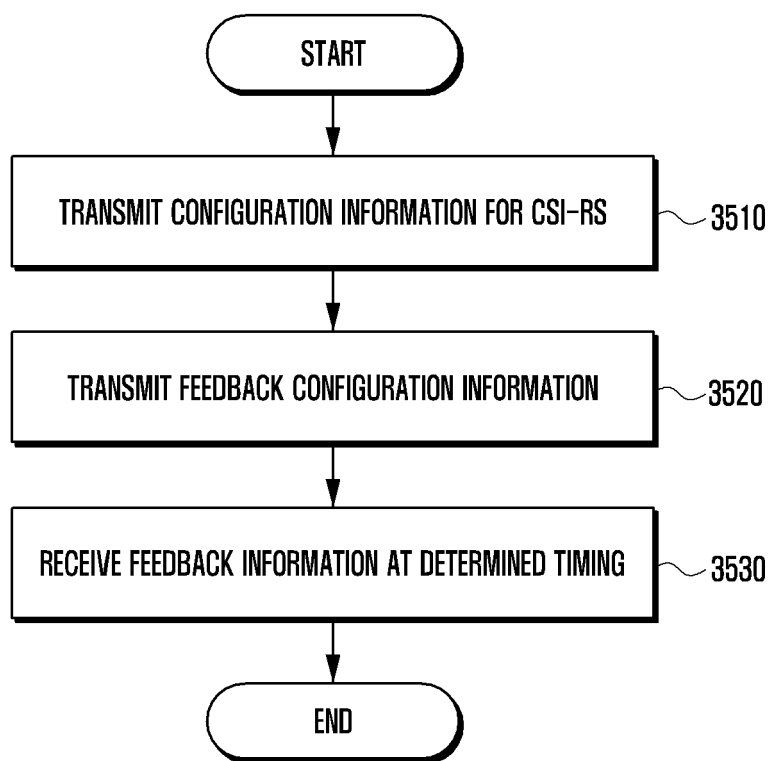 START
TRANSMIT CONFIGURATION INFORMATION FOR CSI-RS
3510
TRANSMIT FEEDBACK CONFIGURATION INFORMATION
3520
RECEIVE FEEDBACK INFORMATION AT DETERMINED TIMING
3530
END